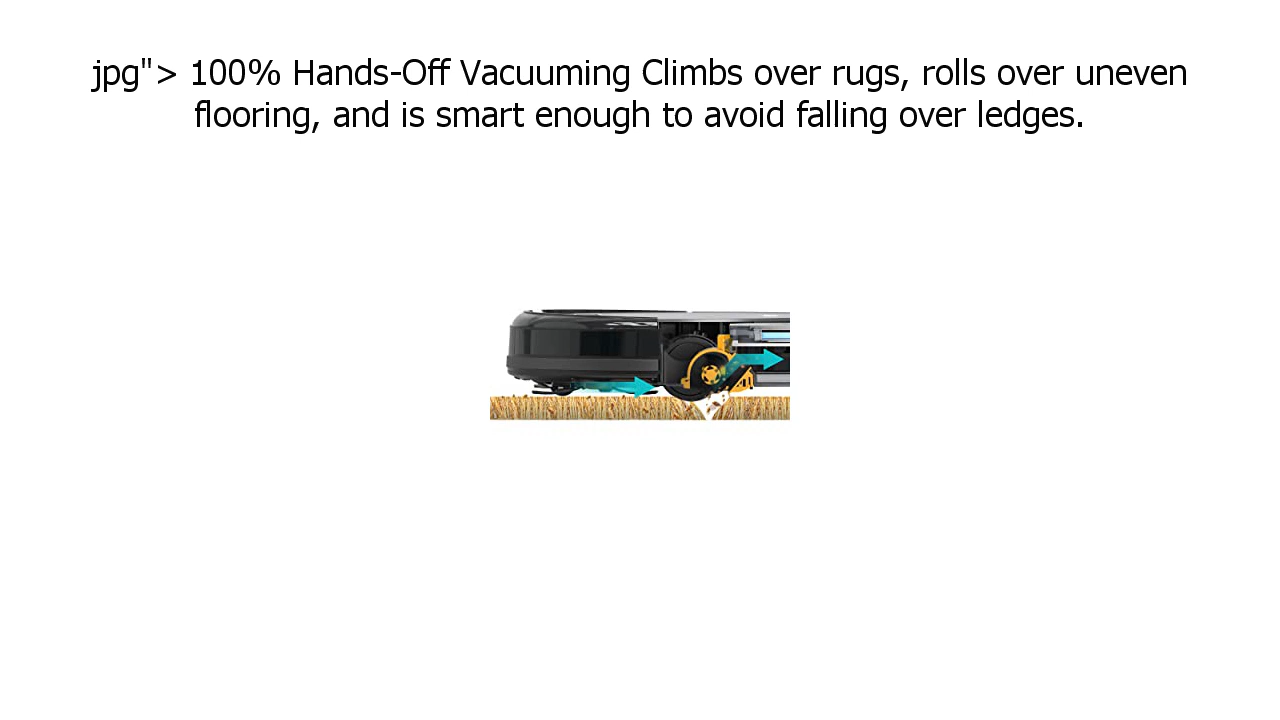 jpg"> 100% Hands-Off Vacuuming Climbs over rugs, rolls over uneven
flooring, and is smart enough to avoid falling over ledges.